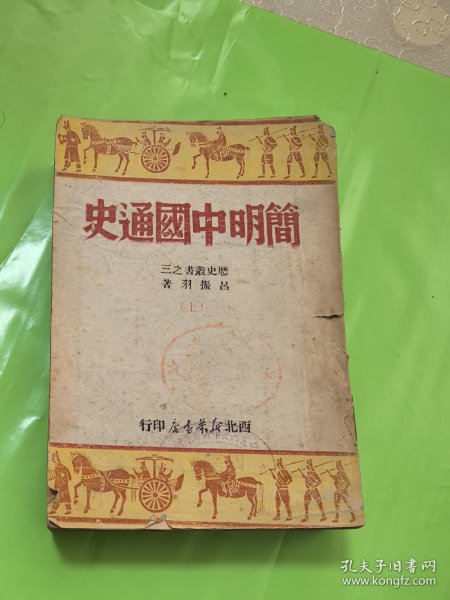 簡明中國通史
歷史叢書之三
呂振羽著
（上）
西北新華書店印行
孔夫子旧书网
www.kongfz.com